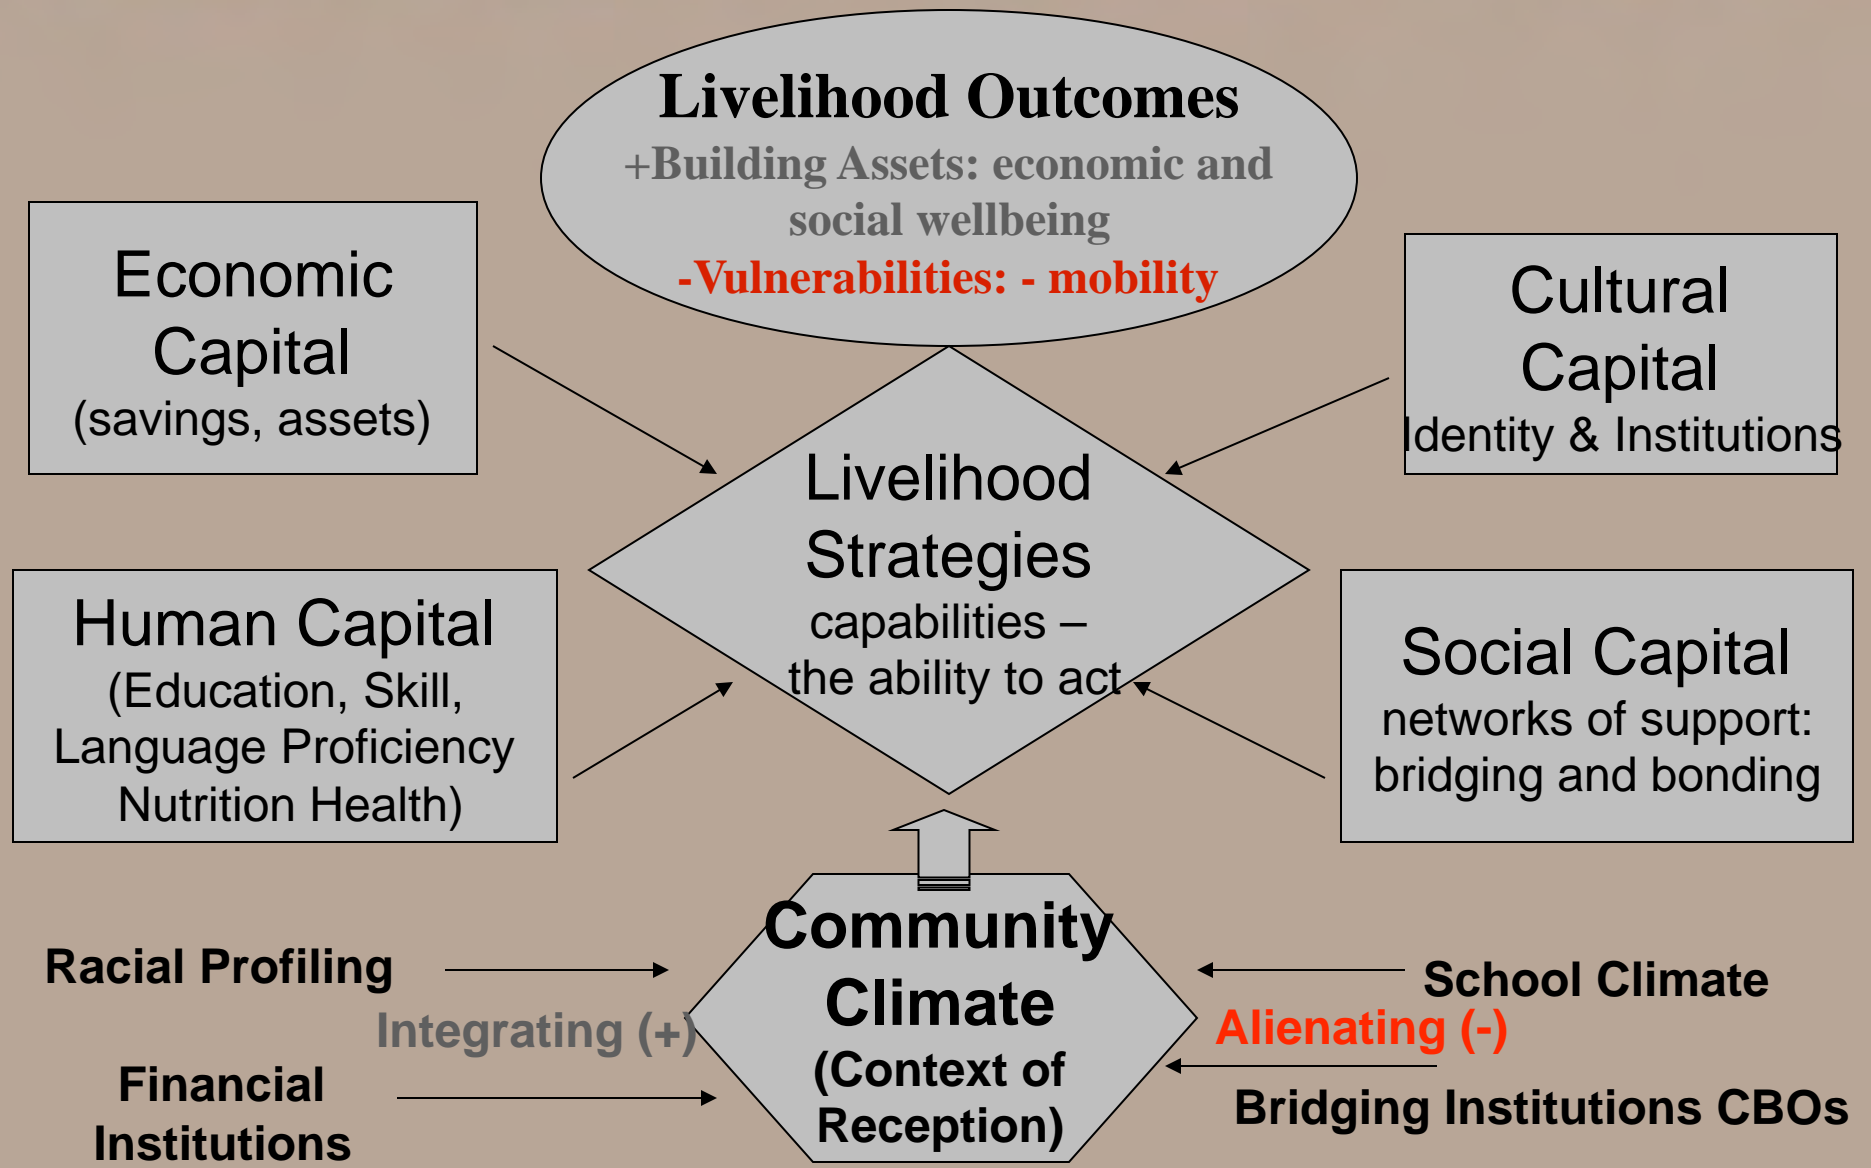 Livelihood Outcomes
+Building Assets: economic and
social wellbeing
-Vulnerabilities: - mobility
Economic
Capital
(savings, assets)
Cultural
Capital
Identity & Institutions
Livelihood
Strategies
capabilities –
the ability to act
Human Capital
(Education, Skill,
Language Proficiency
Nutrition Health)
Social Capital
networks of support:
bridging and bonding
Community
Climate
(Context of
Reception)
Racial Profiling
Integrating (+)
Financial
Institutions
School Climate
Alienating (-)
Bridging Institutions CBOs